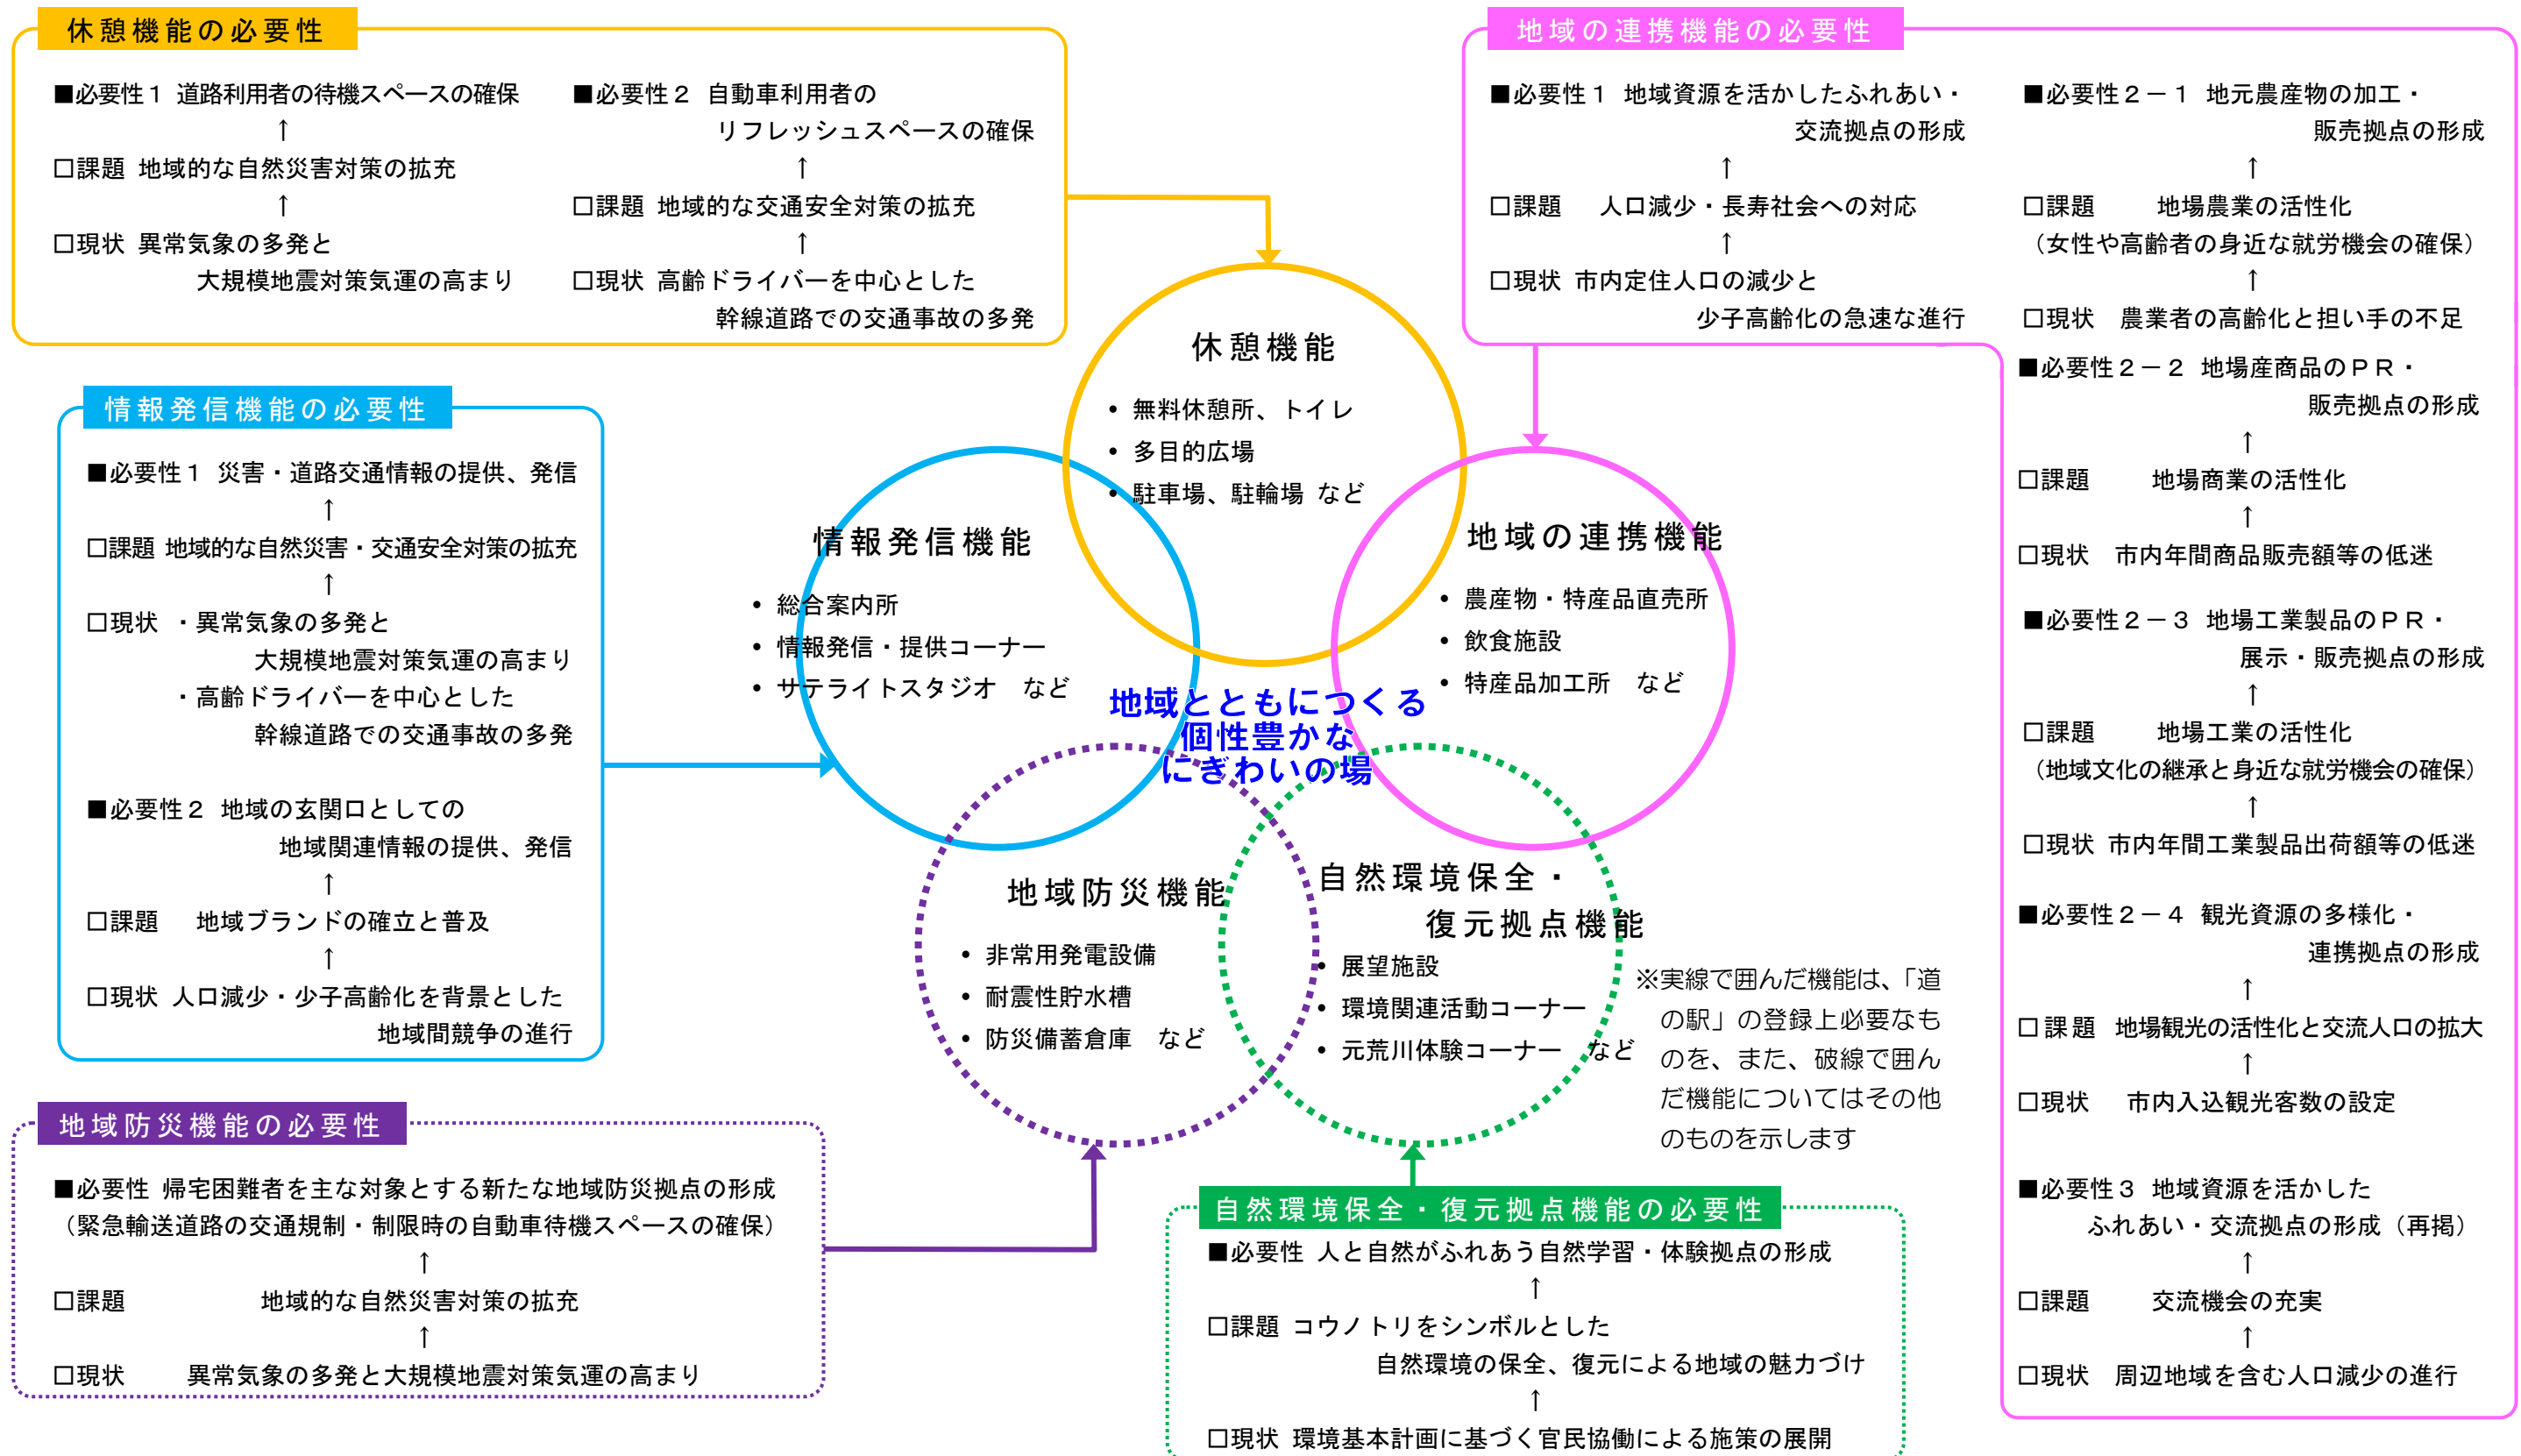 休憩機能の必要性
■必要性１ 道路利用者の待機スペースの確保
↑
□課題 地域的な自然災害対策の拡充
↑
□現状 異常気象の多発と
大規模地震対策気運の高まり
■必要性２ 自動車利用者の
リフレッシュスペースの確保
↑
□課題 地域的な交通安全対策の拡充
↑
□現状 高齢ドライバーを中心とした
幹線道路での交通事故の多発
地域の連携機能の必要性
■必要性１ 地域資源を活かしたふれあい・
交流拠点の形成
↑
□課題 人口減少・長寿社会への対応
↑
□現状 市内定住人口の減少と
少子高齢化の急速な進行
■必要性２－１ 地元農産物の加工・
販売拠点の形成
↑
□課題 地場農業の活性化
（女性や高齢者の身近な就労機会の確保）
↑
□現状 農業者の高齢化と担い手の不足
■必要性２－２ 地場産商品のＰＲ・
販売拠点の形成
↑
□課題 地場商業の活性化
↑
□現状 市内年間商品販売額等の低迷
■必要性２－３ 地場工業製品のＰＲ・
展示・販売拠点の形成
↑
□課題 地場工業の活性化
（地域文化の継承と身近な就労機会の確保）
↑
□現状 市内年間工業製品出荷額等の低迷
■必要性２－４ 観光資源の多様化・
連携拠点の形成
↑
□課題 地場観光の活性化と交流人口の拡大
↑
□現状 市内入込観光客数の設定
■必要性３ 地域資源を活かした
ふれあい・交流拠点の形成（再掲）
↑
□課題 交流機会の充実
↑
□現状 周辺地域を含む人口減少の進行
情報発信機能の必要性
■必要性１ 災害・道路交通情報の提供、発信
↑
□課題 地域的な自然災害・交通安全対策の拡充
↑
□現状 ・異常気象の多発と
大規模地震対策気運の高まり
・高齢ドライバーを中心とした
幹線道路での交通事故の多発
■必要性２ 地域の玄関口としての
地域関連情報の提供、発信
↑
□課題 地域ブランドの確立と普及
↑
□現状 人口減少・少子高齢化を背景とした
地域間競争の進行
休憩機能
• 無料休憩所、トイレ
• 多目的広場
• 駐車場、駐輪場 など
情報発信機能
• 総合案内所
• 情報発信・提供コーナー
• サテライトスタジオ など
地域の連携機能
• 農産物・特産品直売所
• 飲食施設
• 特産品加工所 など
地域とともにつくる
個性豊かな
にぎわいの場
地域防災機能
• 非常用発電設備
• 耐震性貯水槽
• 防災備蓄倉庫 など
自然環境保全・
復元拠点機能
• 展望施設
• 環境関連活動コーナー
• 元荒川体験コーナー など
※実線で囲んだ機能は、「道
の駅」の登録上必要なも
のを、また、破線で囲ん
だ機能についてはその他
のものを示します
地域防災機能の必要性
■必要性 帰宅困難者を主な対象とする新たな地域防災拠点の形成
（緊急輸送道路の交通規制・制限時の自動車待機スペースの確保）
↑
□課題 地域的な自然災害対策の拡充
↑
□現状 異常気象の多発と大規模地震対策気運の高まり
自然環境保全・復元拠点機能の必要性
■必要性 人と自然がふれあう自然学習・体験拠点の形成
↑
□課題 コウノトリをシンボルとした
自然環境の保全、復元による地域の魅力づけ
↑
□現状 環境基本計画に基づく官民協働による施策の展開